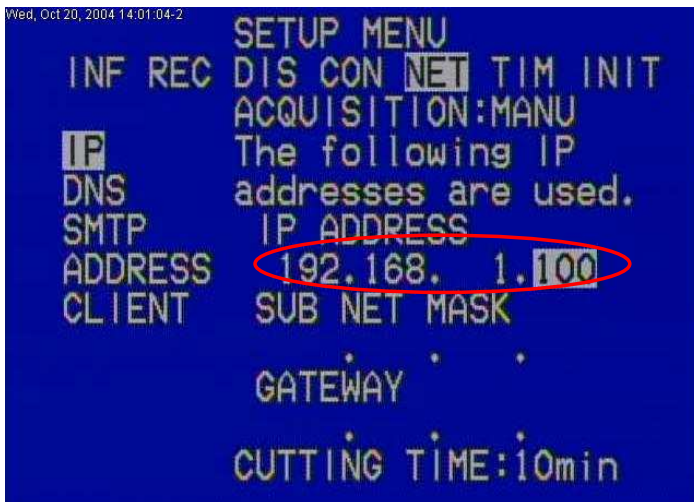 Wed, Oct 20, 2004 14:01:04-2
SETUP MENU
INF REC DIS CON NET TIM INIT
ACQUISITION:MANU
IP The following IP
DNS addresses are used.
SMTP IP ADDRESS
ADDRESS 192.168. 1.100
CLIENT SUB NET MASK
. . .
GATEWAY
. . .
CUTTING TIME:10min